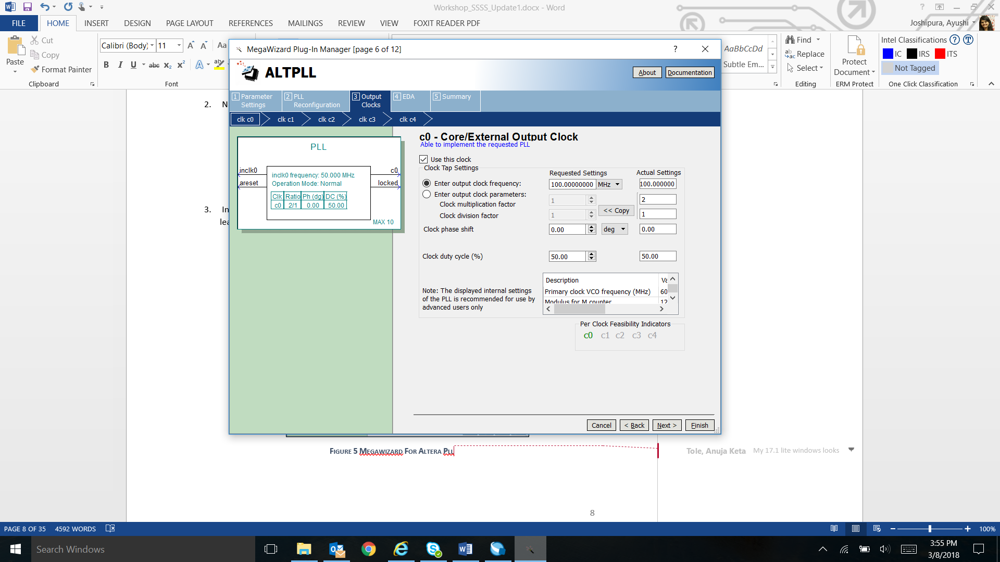 Workshop_SSSS_Update1.docx - Word
FILE HOME INSERT DESIGN PAGE LAYOUT REFERENCES MAILINGS REVIEW VIEW FOXIT READER PDF
Joshipura, Ayushi
Paste
Cut
Copy
Format Painter
Clipboard
Calibri (Body) 11
B I U abc X₂ X² A ab
Font
AaBbCcDd
Subtle Em...
Find
Replace
Select
Editing
Protect
Document
ERM Protect
Intel Classifications
IC IRS ITS
Not Tagged
One Click Classification
2. N
3. In
lea
MegaWizard Plug-In Manager [page 6 of 12]
ALTPLL
About Documentation
1 Parameter Settings
2 PLL Reconfiguration
3 Output Clocks
4 EDA
5 Summary
clk c0 clk c1 clk c2 clk c3 clk c4
PLL
inclk0
areset
c0
locked
inclk0 frequency: 50.000 MHz
Operation Mode: Normal
Clk Ratio Ph (dg) DC (%)
c0 2/1 0.00 50.00
MAX 10
c0 - Core/External Output Clock
Able to implement the requested PLL
Use this clock
Clock Tap Settings
Requested Settings Actual Settings
Enter output clock frequency: 100.00000000 MHz 100.000000
Enter output clock parameters:
Clock multiplication factor 1 2
<< Copy
Clock division factor 1 1
Clock phase shift 0.00 deg 0.00
Clock duty cycle (%) 50.00 50.00
Note: The displayed internal settings
of the PLL is recommended for use by
advanced users only
Description Va
Primary clock VCO frequency (MHz) 60
Modulus for M counter 12
Per Clock Feasibility Indicators
c0 c1 c2 c3 c4
Cancel < Back Next > Finish
FIGURE 5 MEGAWIZARD FOR ALTERA PLL
Tole, Anuja Keta My 17.1 lite windows looks
8
PAGE 8 OF 35 4592 WORDS
100%
Search Windows
3:55 PM
3/8/2018